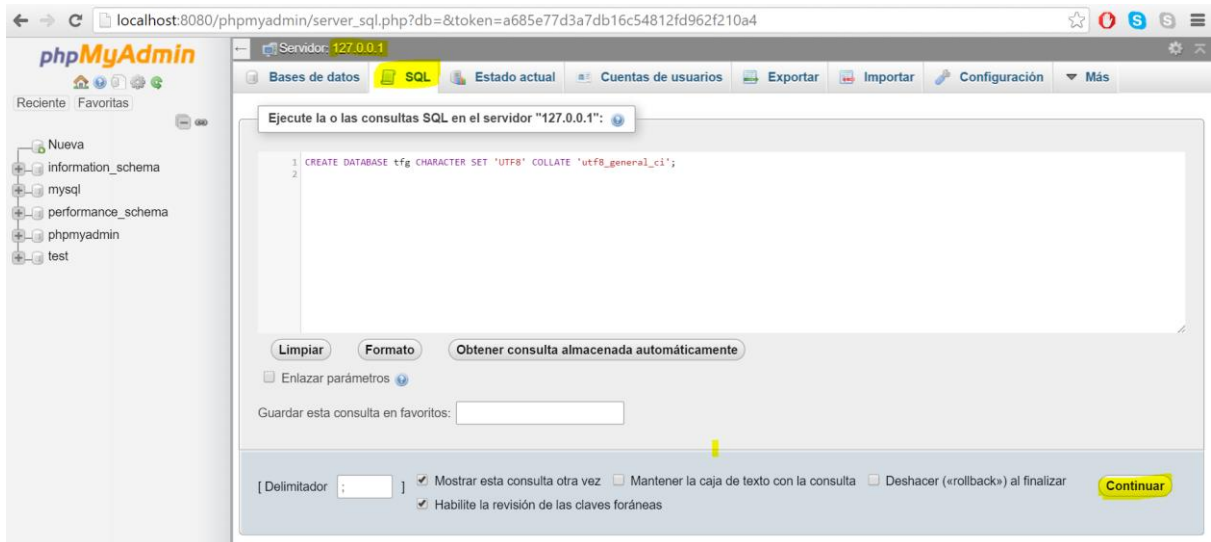 localhost:8080/phpmyadmin/server_sql.php?db=&token=a685e77d3a7db16c54812fd962f210a4
phpMyAdmin
Reciente Favoritas
Nueva
information_schema
mysql
performance_schema
phpmyadmin
test
Servidor: 127.0.0.1
Bases de datos SQL Estado actual Cuentas de usuarios Exportar Importar Configuración Más
Ejecute la o las consultas SQL en el servidor "127.0.0.1":
1 CREATE DATABASE tfg CHARACTER SET 'UTF8' COLLATE 'utf8_general_ci';
2
Limpiar Formato Obtener consulta almacenada automáticamente
Enlazar parámetros
Guardar esta consulta en favoritos:
[ Delimitador ; ] Mostrar esta consulta otra vez Mantener la caja de texto con la consulta Deshacer («rollback») al finalizar Continuar
Habilite la revisión de las claves foráneas